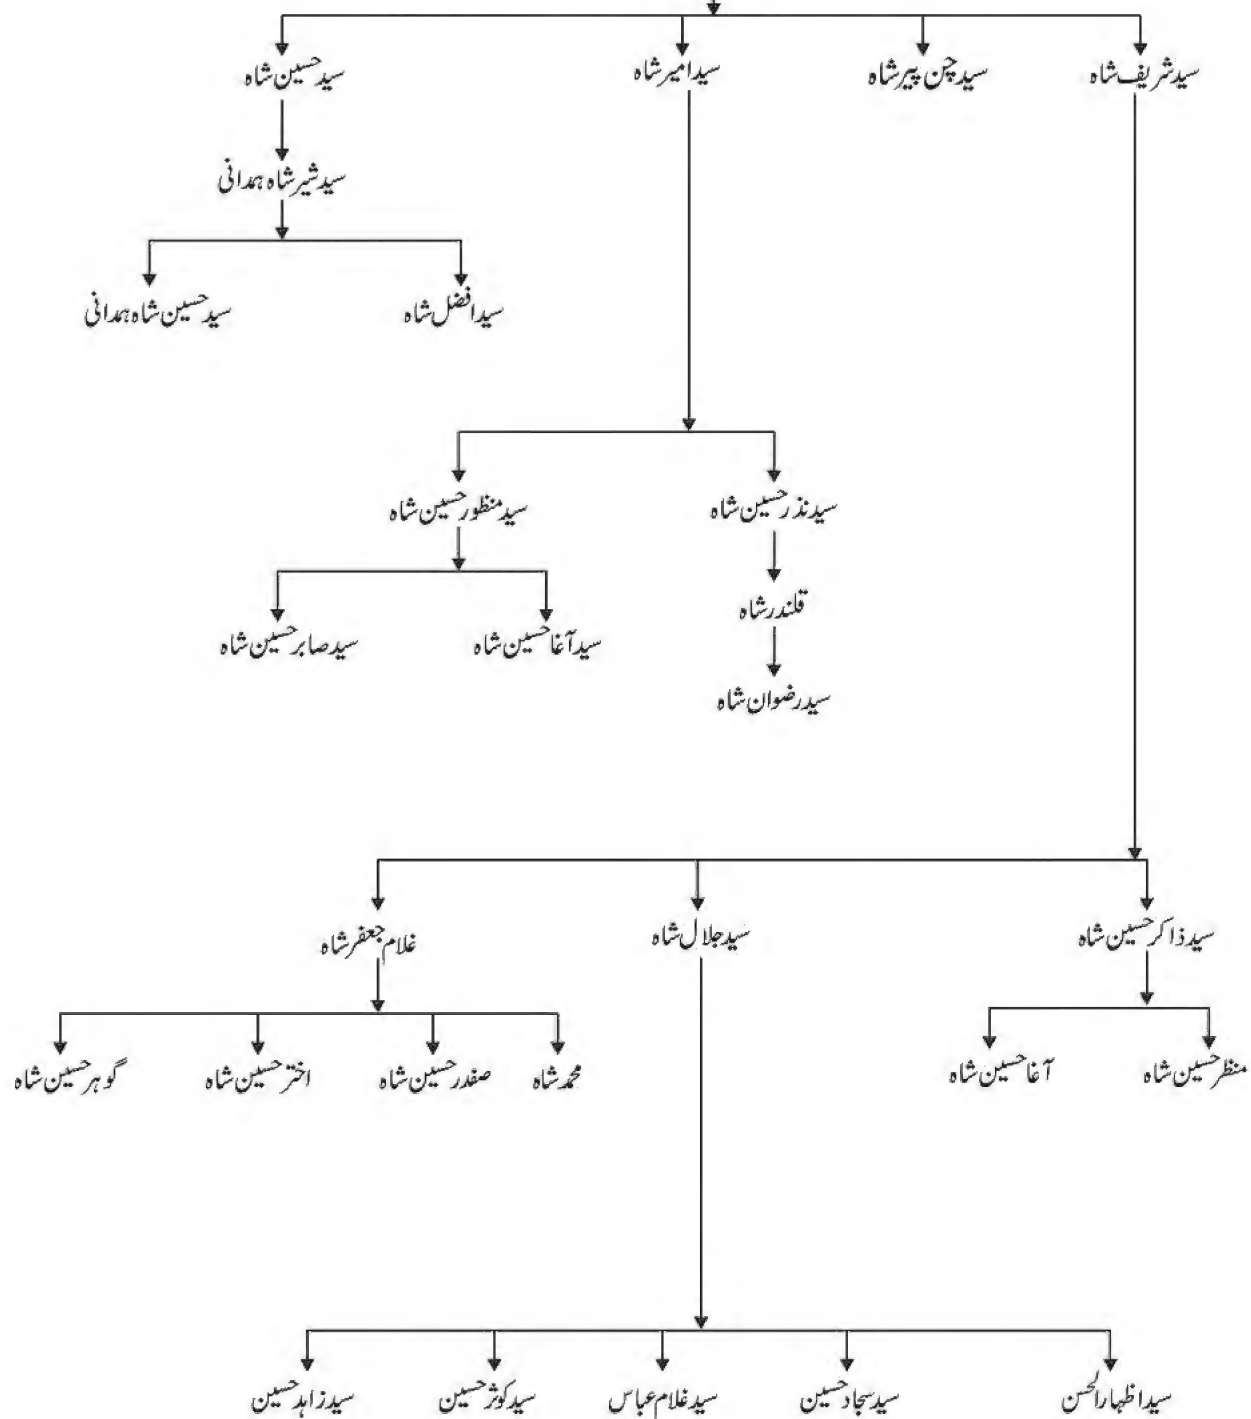 سید شریف شاہ
سید چن پیر شاہ
سید امیر شاہ
سید حسین شاہ
سید شیر شاہ ہمدانی
سید افضل شاہ
سید حسین شاہ ہمدانی
سید نذر حسین شاہ
سید منظور حسین شاہ
قلندر شاہ
سید آغا حسین شاہ
سید صابر حسین شاہ
سید رضوان شاہ
سید ذاکر حسین شاہ
سید جلال شاہ
غلام جعفر شاہ
منظر حسین شاہ
آغا حسین شاہ
محمد شاہ
صفدر حسین شاہ
اختر حسین شاہ
گوہر حسین شاہ
سید اظہار الحسن
سید سجاد حسین
سید غلام عباس
سید کوثر حسین
سید زاہد حسین